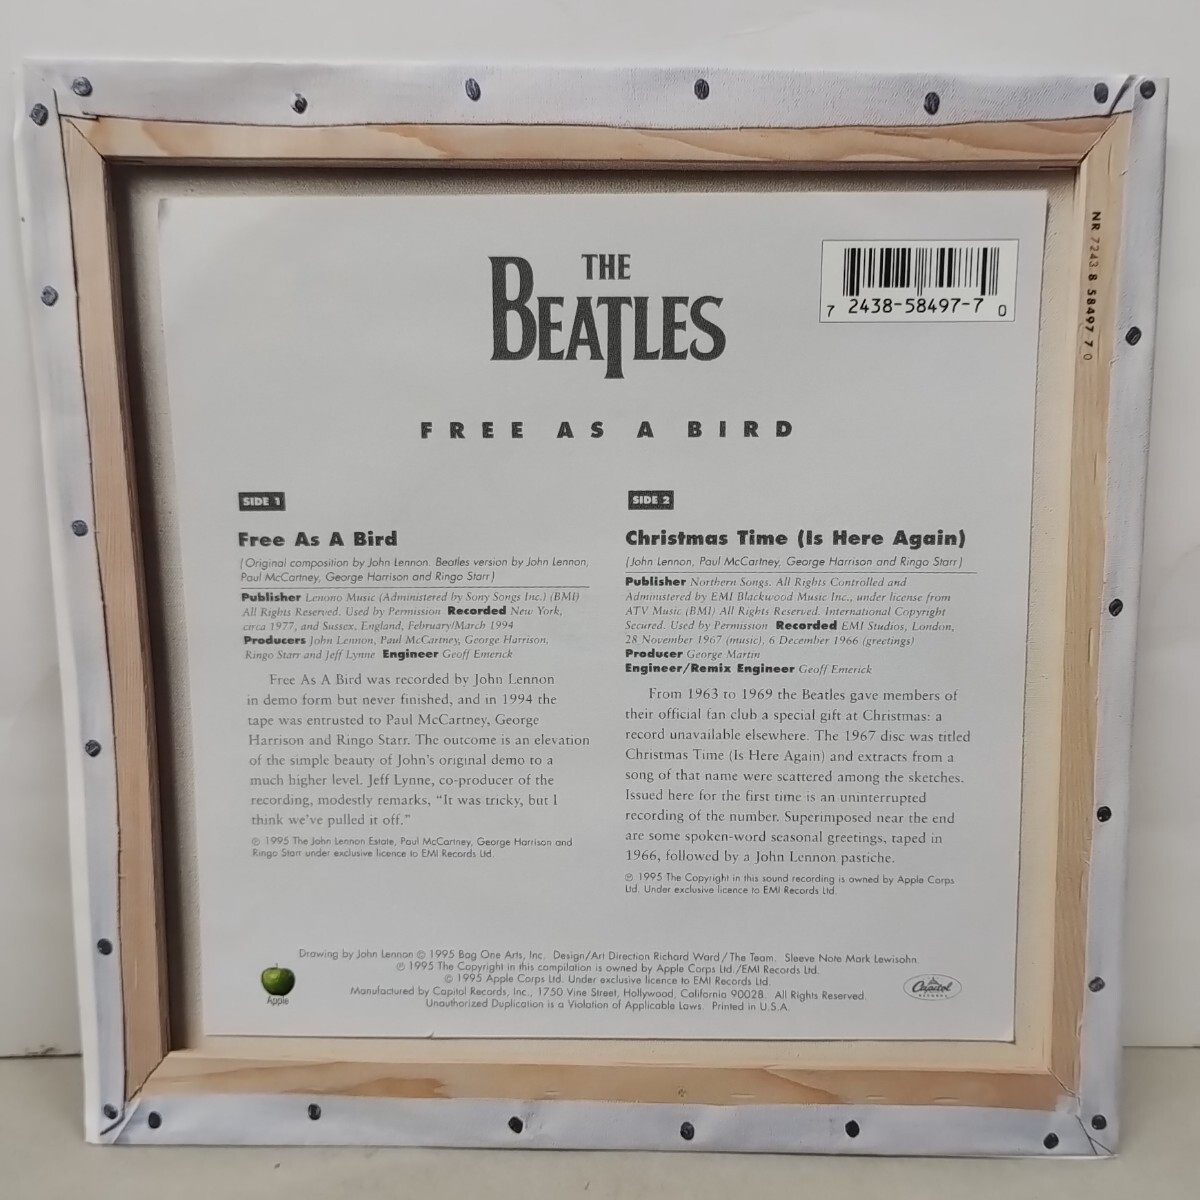 THE
BEATLES
7 2438-58497-7 0
NR 7243 8 58497 7 0
FREE AS A BIRD
SIDE 1
Free As A Bird
(Original composition by John Lennon. Beatles version by John Lennon,
Paul McCartney, George Harrison and Ringo Starr)
Publisher Lenono Music (Administered by Sony Songs Inc.) (BMI)
All Rights Reserved. Used by Permission Recorded New York,
circa 1977, and Sussex, England, February/March 1994
Producers John Lennon, Paul McCartney, George Harrison,
Ringo Starr and Jeff Lynne Engineer Geoff Emerick
Free As A Bird was recorded by John Lennon
in demo form but never finished, and in 1994 the
tape was entrusted to Paul McCartney, George
Harrison and Ringo Starr. The outcome is an elevation
of the simple beauty of John's original demo to a
much higher level. Jeff Lynne, co-producer of the
recording, modestly remarks, “It was tricky, but I
think we've pulled it off.”
℗ 1995 The John Lennon Estate, Paul McCartney, George Harrison and
Ringo Starr under exclusive licence to EMI Records Ltd.
SIDE 2
Christmas Time (Is Here Again)
(John Lennon, Paul McCartney, George Harrison and Ringo Starr)
Publisher Northern Songs. All Rights Controlled and
Administered by EMI Blackwood Music Inc., under license from
ATV Music (BMI) All Rights Reserved. International Copyright
Secured. Used by Permission Recorded EMI Studios, London,
28 November 1967 (music), 6 December 1966 (greetings)
Producer George Martin
Engineer/Remix Engineer Geoff Emerick
From 1963 to 1969 the Beatles gave members of
their official fan club a special gift at Christmas: a
record unavailable elsewhere. The 1967 disc was titled
Christmas Time (Is Here Again) and extracts from a
song of that name were scattered among the sketches.
Issued here for the first time is an uninterrupted
recording of the number. Superimposed near the end
are some spoken-word seasonal greetings, taped in
1966, followed by a John Lennon pastiche.
℗ 1995 The Copyright in this sound recording is owned by Apple Corps
Ltd. Under exclusive licence to EMI Records Ltd.
Drawing by John Lennon © 1995 Bag One Arts, Inc. Design/Art Direction Richard Ward/The Team. Sleeve Note Mark Lewisohn.
℗ 1995 The Copyright in this compilation is owned by Apple Corps Ltd./EMI Records Ltd.
© 1995 Apple Corps Ltd. Under exclusive licence to EMI Records Ltd.
Manufactured by Capitol Records, Inc., 1750 Vine Street, Hollywood, California 90028. All Rights Reserved.
Unauthorized Duplication is a Violation of Applicable Laws. Printed in U.S.A.
Apple
Capitol
RECORDS